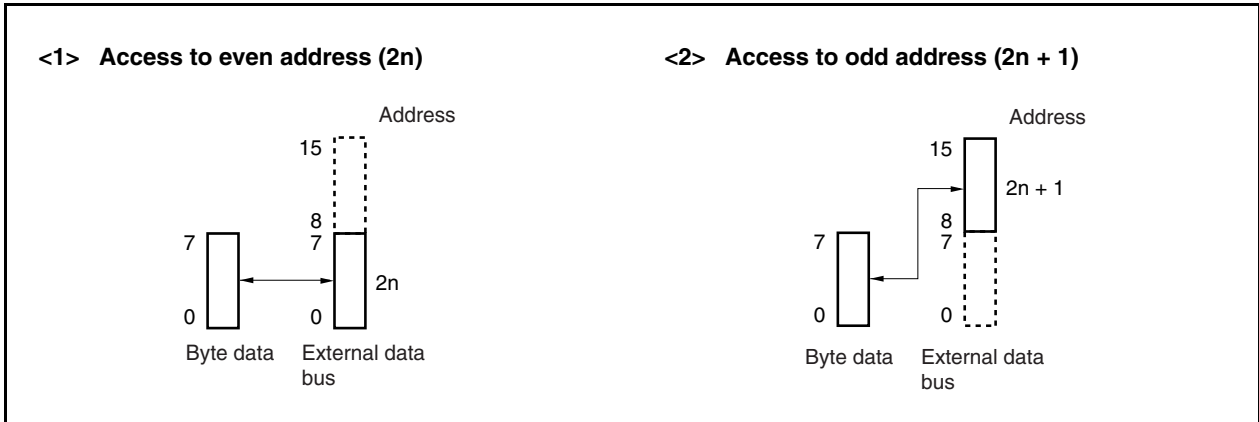 <1> Access to even address (2n)
Address
15
8
7
7
2n
0
0
Byte data
External data
bus
<2> Access to odd address (2n + 1)
Address
15
2n + 1
8
7
7
0
0
Byte data
External data
bus